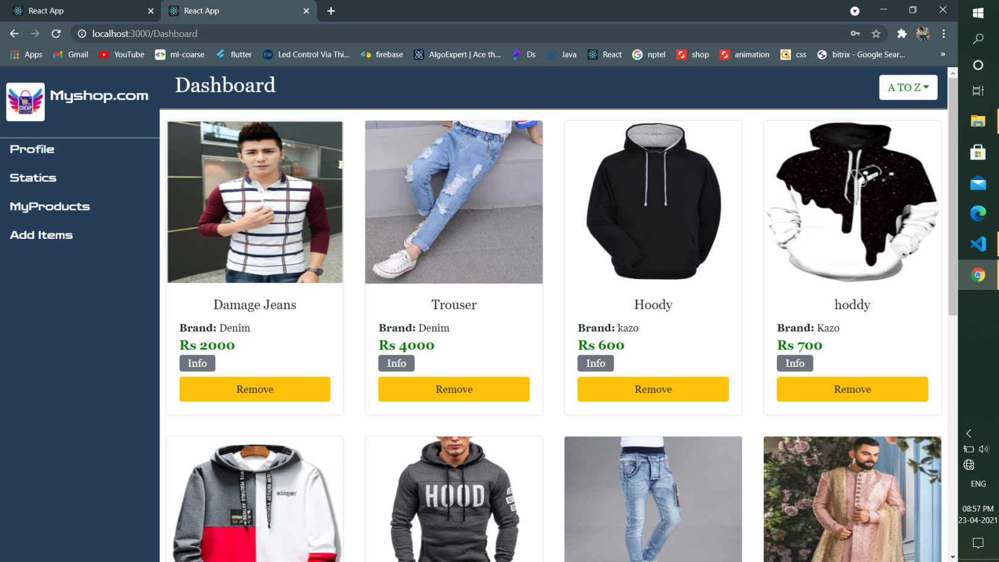 React App
React App
localhost:3000/Dashboard
Apps
Gmail
YouTube
ml-coarse
flutter
EW
Led Control Via Thi...
firebase
AlgoExpert | Ace th...
Ds
Java
React
nptel
shop
animation
css
bitrix - Google Sear...
»
CHEAP
Myshop.com
Dashboard
A TO Z
Profile
Statics
MyProducts
Add Items
Damage Jeans
Brand: Denim
Rs 2000
Info
Remove
Trouser
Brand: Denim
Rs 4000
Info
Remove
Hoody
Brand: kazo
Rs 600
Info
Remove
hoddy
Brand: Kazo
Rs 700
Info
Remove
HOOD
ENG
08:57 PM
23-04-2021